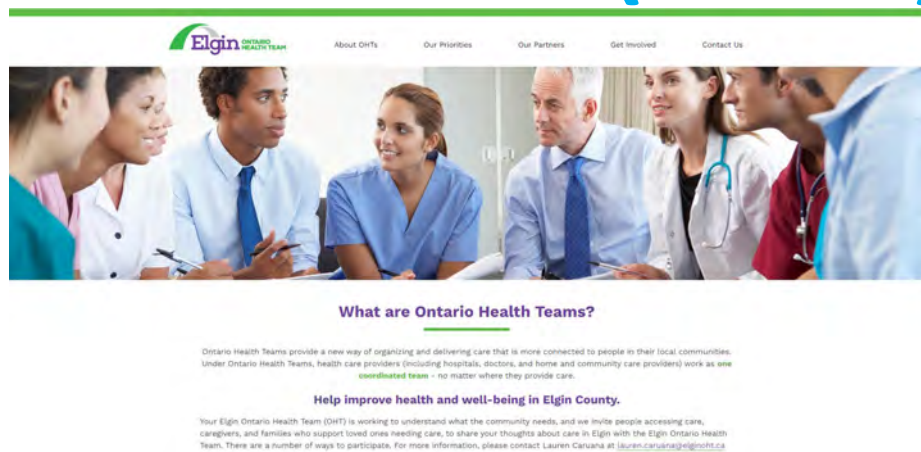 Elgin ONTARIO HEALTH TEAM
About OHTs Our Priorities Our Partners Get Involved Contact Us
What are Ontario Health Teams?
Ontario Health Teams provide a new way of organizing and delivering care that is more connected to people in their local communities.
Under Ontario Health Teams, health care providers (including hospitals, doctors, and home and community care providers) work as one
coordinated team - no matter where they provide care.
Help improve health and well-being in Elgin County.
Your Elgin Ontario Health Team (OHT) is working to understand what the community needs, and we invite people accessing care,
caregivers, and families who support loved ones needing care, to share your thoughts about care in Elgin with the Elgin Ontario Health
Team. There are a number of ways to participate. For more information, please contact Lauren Caruana at lauren.caruana@elginoht.ca